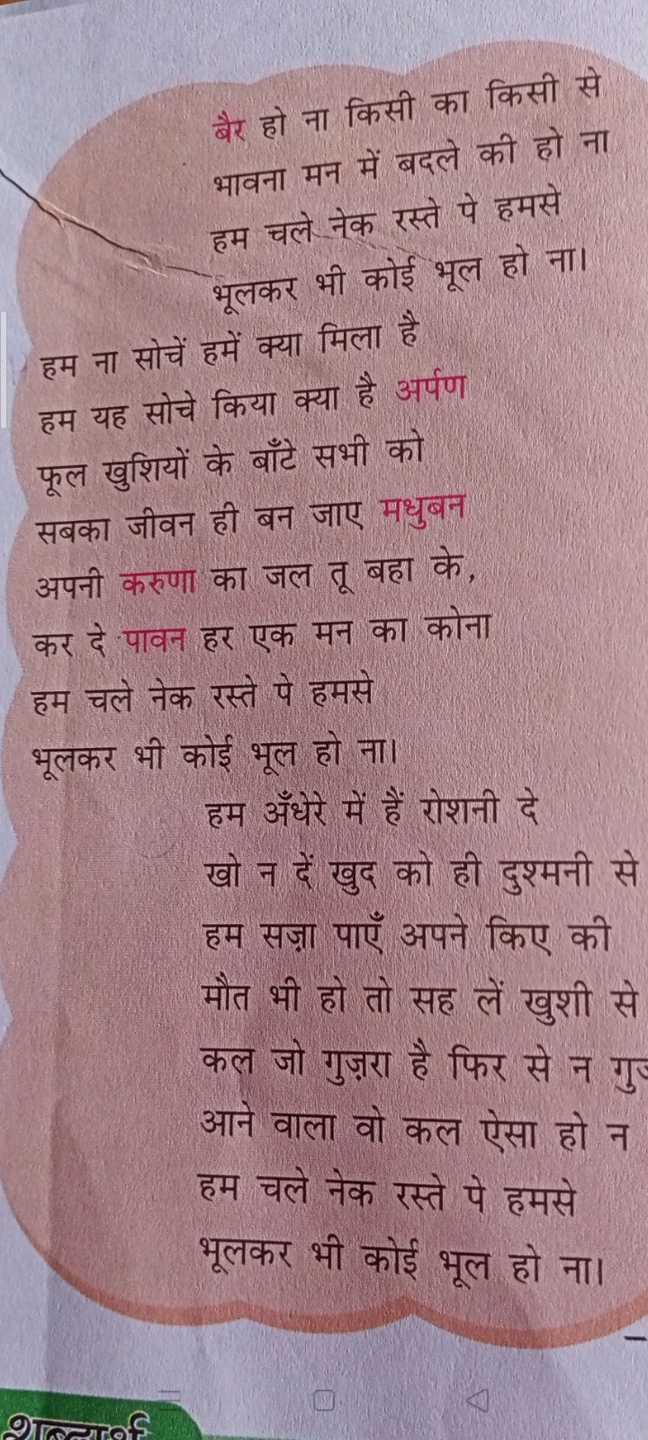 बैर हो ना किसी का किसी से
भावना मन में बदले की हो ना
हम चले नेक रस्ते पे हमसे
भूलकर भी कोई भूल हो ना।
हम ना सोचें हमें क्या मिला है
हम यह सोचे किया क्या है अर्पण
फूल खुशियों के बाँटे सभी को
सबका जीवन ही बन जाए मधुबन
अपनी करुणा का जल तू बहा के,
कर दे पावन हर एक मन का कोना
हम चले नेक रस्ते पे हमसे
भूलकर भी कोई भूल हो ना।
हम अँधेरे में हैं रोशनी दे
खो न दें खुद को ही दुश्मनी से
हम सज़ा पाएँ अपने किए की
मौत भी हो तो सह लें खुशी से
कल जो गुज़रा है फिर से न
आने वाला वो कल ऐसा हो न
हम चले नेक रस्ते पे हमसे
भूलकर भी कोई भूल हो ना।
शब्दार्थ